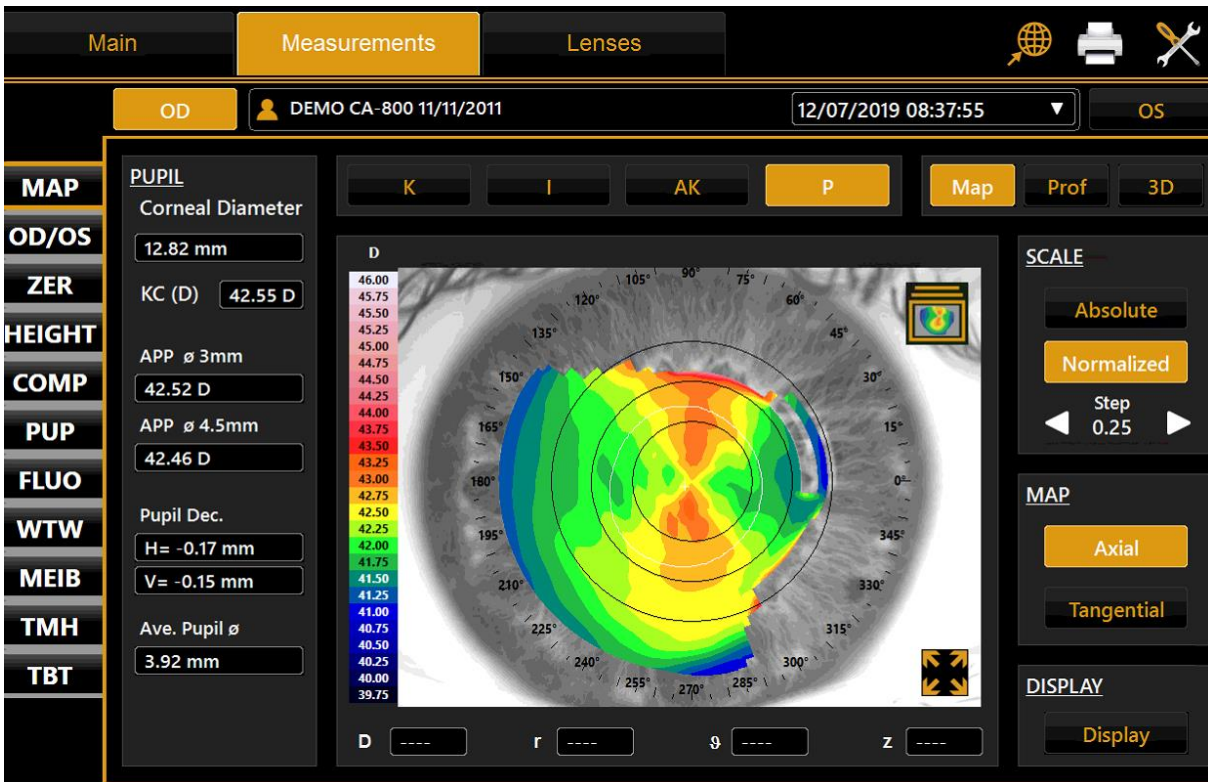 Main Measurements Lenses
OD DEMO CA-800 11/11/2011 12/07/2019 08:37:55 ▼ OS
MAP
OD/OS
ZER
HEIGHT
COMP
PUP
FLUO
WTW
MEIB
TMH
TBT
PUPIL
Corneal Diameter
12.82 mm
KC (D) 42.55 D
APP ø 3mm
42.52 D
APP ø 4.5mm
42.46 D
Pupil Dec.
H= -0.17 mm
V= -0.15 mm
Ave. Pupil ø
3.92 mm
K I AK P
Map Prof 3D
D
46.00
45.75
45.50
45.25
45.00
44.75
44.50
44.25
44.00
43.75
43.50
43.25
43.00
42.75
42.50
42.25
42.00
41.75
41.50
41.25
41.00
40.75
40.50
40.25
40.00
39.75
105° 90° 75°
120° 60°
135° 45°
150° 30°
165° 15°
180° 0°
195° 345°
210° 330°
225° 315°
240° 300°
255° 270° 285°
D ---- r ---- ϑ ---- z ----
SCALE
Absolute
Normalized
Step
0.25
MAP
Axial
Tangential
DISPLAY
Display